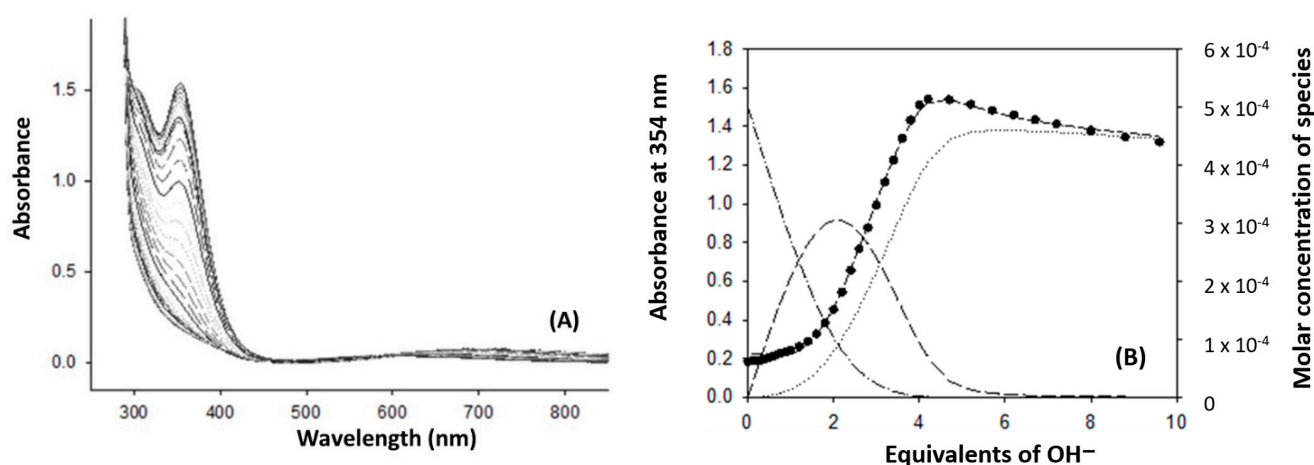 Absorbance
1.5
1.0
0.5
0.0
300 400 500 600 700 800
Wavelength (nm)
(A)
Absorbance at 354 nm
1.8
1.6
1.4
1.2
1.0
0.8
0.6
0.4
0.2
0.0
0 2 4 6 8 10
Equivalents of OH⁻
(B)
6 x 10⁻⁴
5 x 10⁻⁴
4 x 10⁻⁴
3 x 10⁻⁴
2 x 10⁻⁴
1 x 10⁻⁴
0
Molar concentration of species